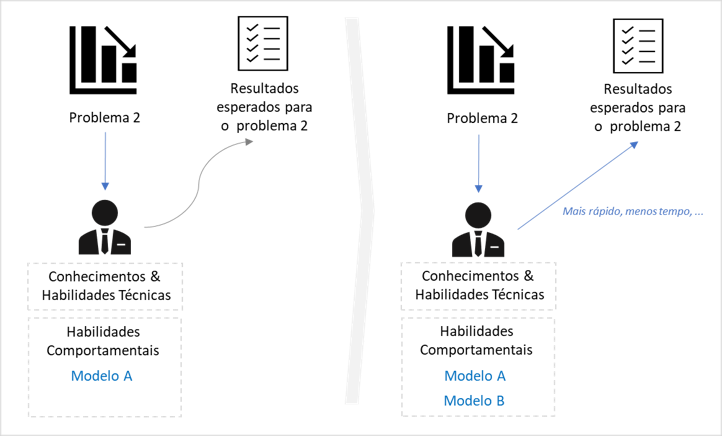 Problema 2
Resultados
esperados para
o problema 2
Conhecimentos &
Habilidades Técnicas
Habilidades
Comportamentais
Modelo A
Problema 2
Resultados
esperados para
o problema 2
Mais rápido, menos tempo, ...
Conhecimentos &
Habilidades Técnicas
Habilidades
Comportamentais
Modelo A
Modelo B